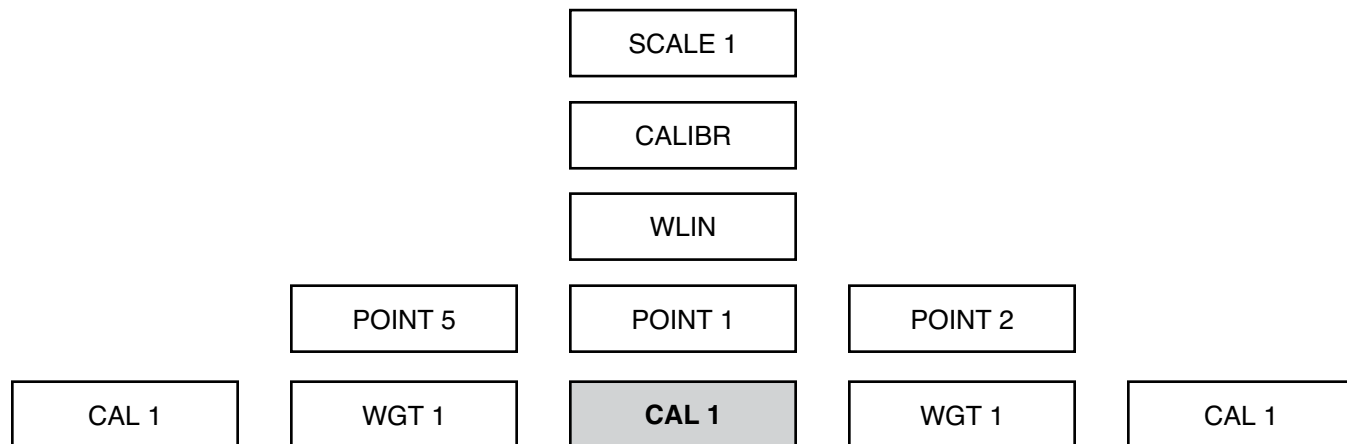 SCALE 1
CALIBR
WLIN
POINT 5 POINT 1 POINT 2
CAL 1 WGT 1 CAL 1 WGT 1 CAL 1